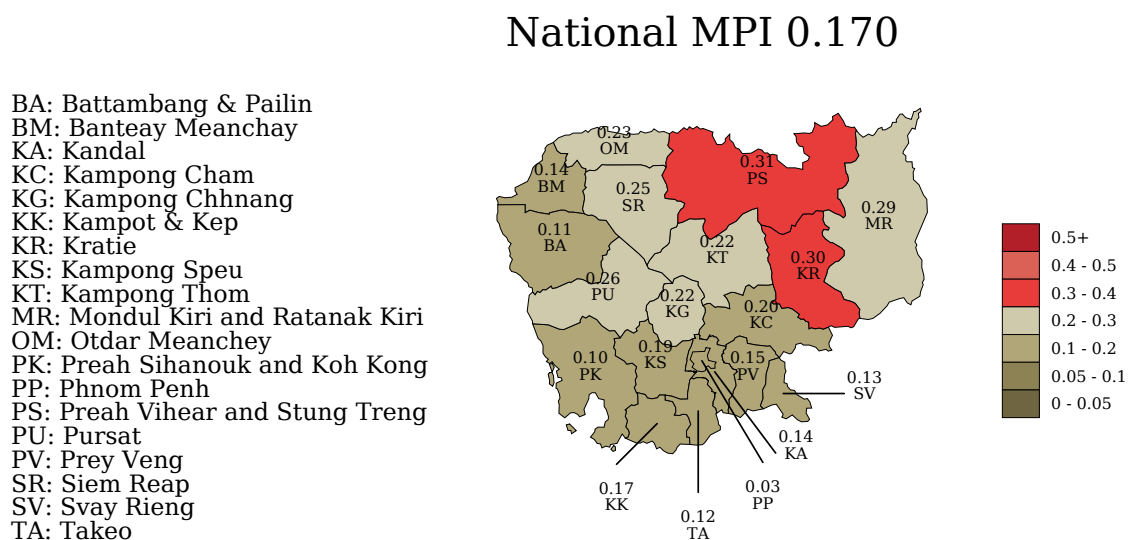 National MPI 0.170
BA: Battambang & Pailin
BM: Banteay Meanchay
KA: Kandal
KC: Kampong Cham
KG: Kampong Chhnang
KK: Kampot & Kep
KR: Kratie
KS: Kampong Speu
KT: Kampong Thom
MR: Mondul Kiri and Ratanak Kiri
OM: Otdar Meanchey
PK: Preah Sihanouk and Koh Kong
PP: Phnom Penh
PS: Preah Vihear and Stung Treng
PU: Pursat
PV: Prey Veng
SR: Siem Reap
SV: Svay Rieng
TA: Takeo
0.23
OM
0.31
PS
0.14
BM
0.25
SR
0.29
MR
0.11
BA
0.22
KT
0.30
KR
0.26
PU
0.22
KG
0.20
KC
0.19
KS
0.10
PK
0.15
PV
0.13
SV
0.14
KA
0.17
KK
0.03
PP
0.12
TA
0.5+
0.4 - 0.5
0.3 - 0.4
0.2 - 0.3
0.1 - 0.2
0.05 - 0.1
0 - 0.05